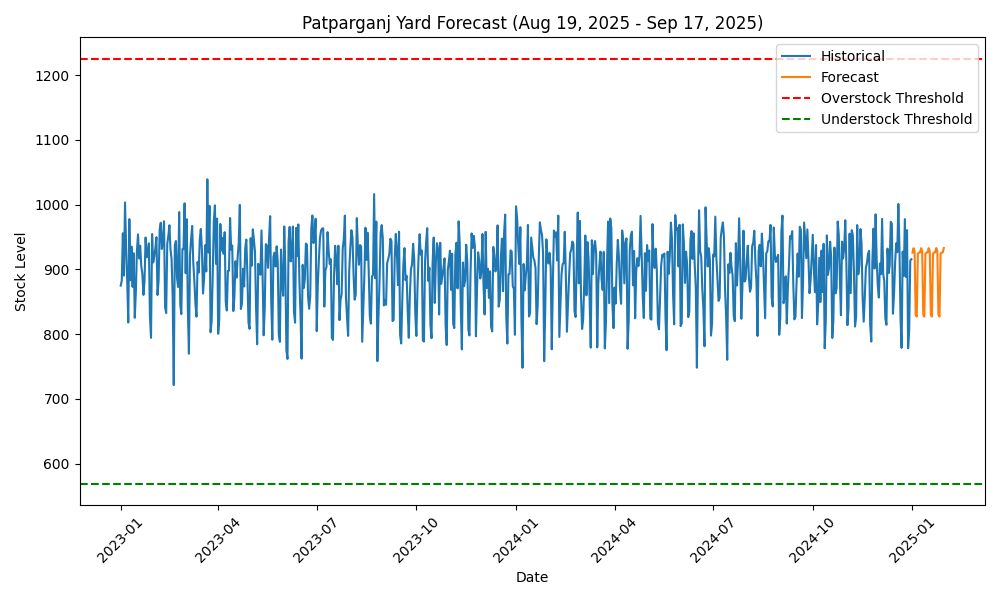 Patparganj Yard Forecast (Aug 19, 2025 - Sep 17, 2025)
Historical
Forecast
Overstock Threshold
Understock Threshold
Stock Level
1200
1100
1000
900
800
700
600
2023-01
2023-04
2023-07
2023-10
2024-01
2024-04
2024-07
2024-10
2025-01
Date